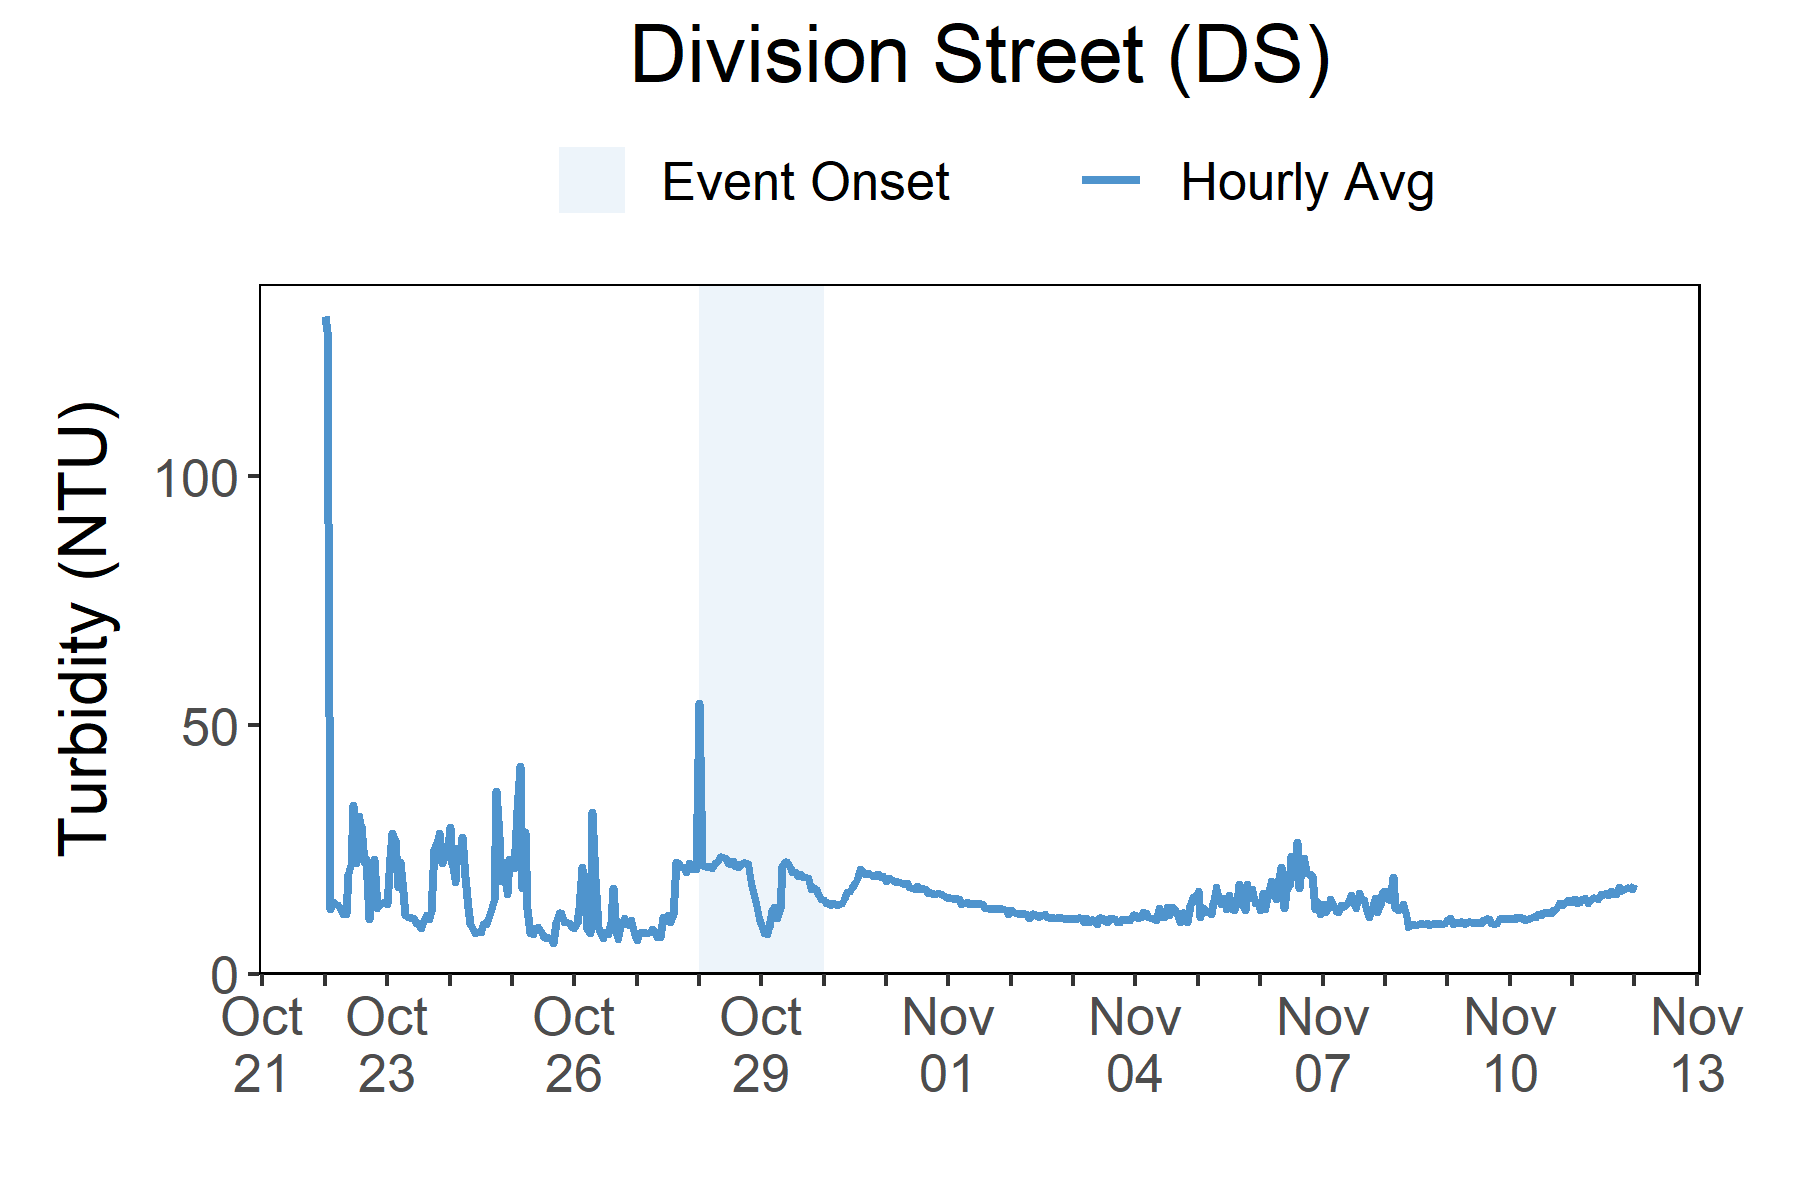 Division Street (DS)
Event Onset
Hourly Avg
Turbidity (NTU)
100
50
0
Oct 21
Oct 23
Oct 26
Oct 29
Nov 01
Nov 04
Nov 07
Nov 10
Nov 13